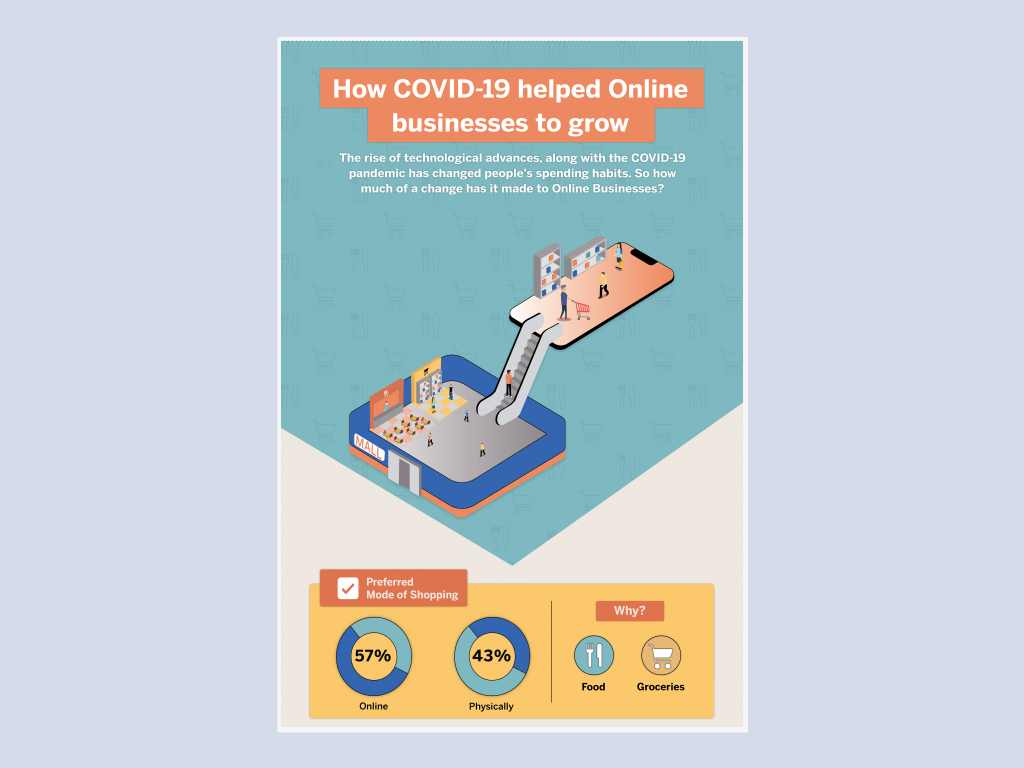 How COVID-19 helped Online
businesses to grow
The rise of technological advances, along with the COVID-19
pandemic has changed people's spending habits. So how
much of a change has it made to Online Businesses?
MALL
Preferred
Mode of Shopping
57%
Online
43%
Physically
Why?
Food
Groceries